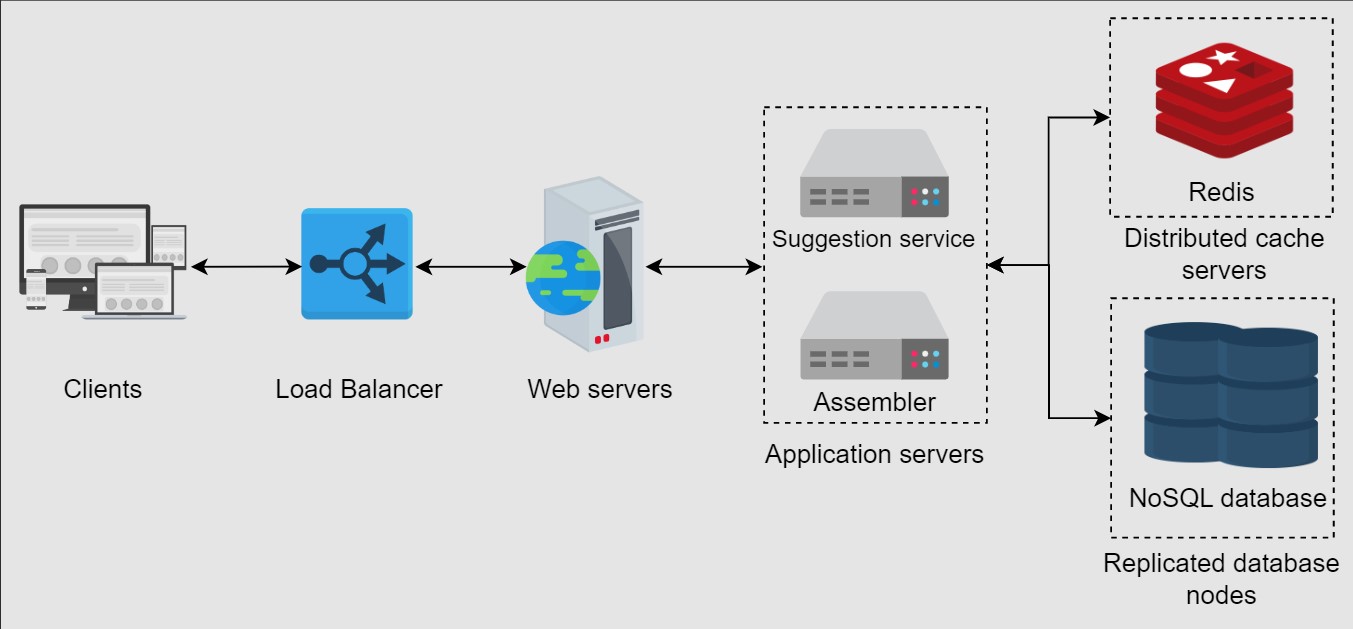 Clients
Load Balancer
Web servers
Suggestion service
Assembler
Application servers
Redis
Distributed cache
servers
NoSQL database
Replicated database
nodes